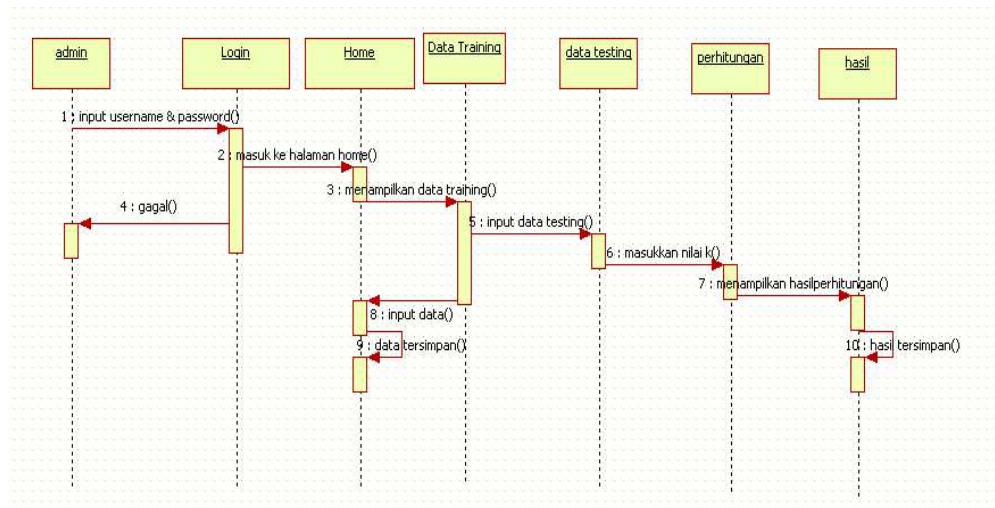 admin
Login
Home
Data Training
data testing
perhitungan
hasil
1 : input username & password()
2 : masuk ke halaman home()
3 : menampilkan data training()
4 : gagal()
5 : input data testing()
6 : masukkan nilai k()
7 : menampilkan hasilperhitungan()
8 : input data()
9 : data tersimpan()
10 : hasil tersimpan()